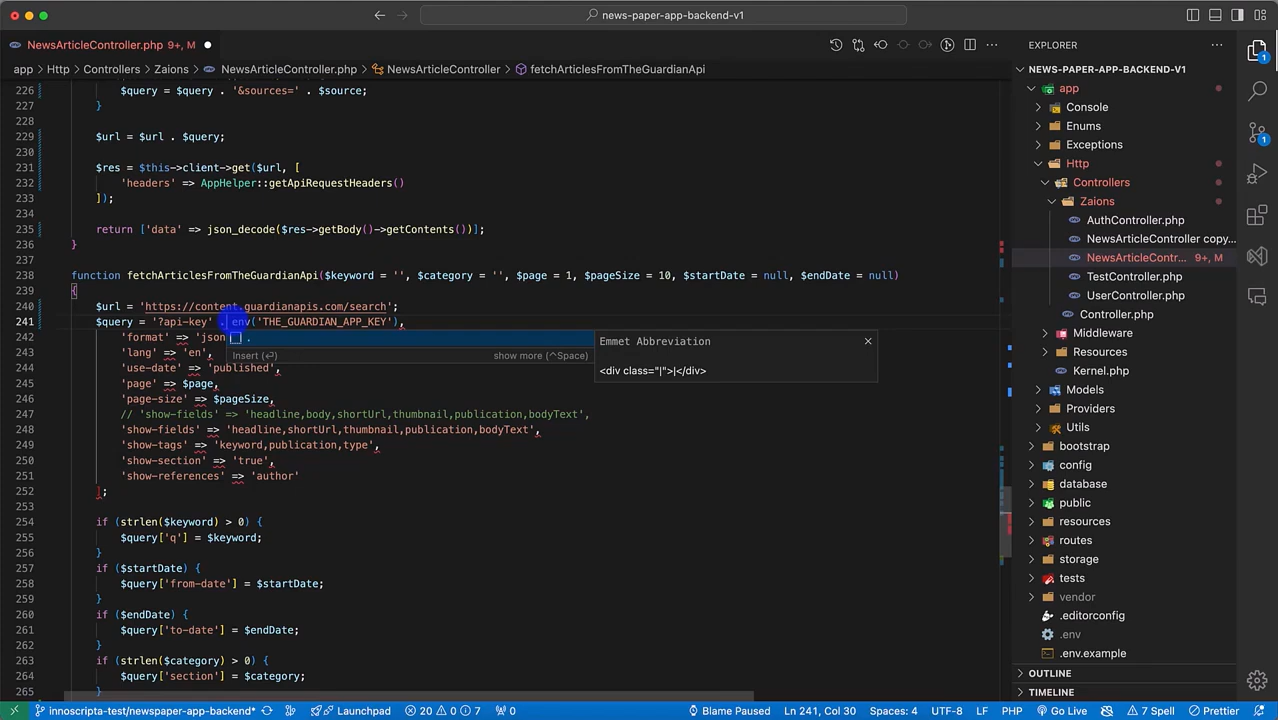 news-paper-app-backend-v1
NewsArticleController.php 9+, M
app > Http > Controllers > Zaions > NewsArticleController.php > NewsArticleController > fetchArticlesFromTheGuardianApi
226 $query = $query . '&sources=' . $source;
227 }
228
229 $url = $url . $query;
230
231 $res = $this->client->get($url, [
232 'headers' => AppHelper::getApiRequestHeaders()
233 ]);
234
235 return ['data' => json_decode($res->getBody()->getContents())];
236 }
237
238 function fetchArticlesFromTheGuardianApi($keyword = '', $category = '', $page = 1, $pageSize = 10, $startDate = null, $endDate = null)
239 {
240 $url = 'https://content.guardianapis.com/search';
241 $query = '?api-key' . env('THE_GUARDIAN_APP_KEY'),
242 'format' => 'json .
243 'lang' => 'en',
Insert (⏎) show more (^Space)
Emmet Abbreviation
<div class="|">|</div>
244 'use-date' => 'published',
245 'page' => $page,
246 'page-size' => $pageSize,
247 // 'show-fields' => 'headline,body,shortUrl,thumbnail,publication,bodyText',
248 'show-fields' => 'headline,shortUrl,thumbnail,publication,bodyText',
249 'show-tags' => 'keyword,publication,type',
250 'show-section' => 'true',
251 'show-references' => 'author'
252 ];
253
254 if (strlen($keyword) > 0) {
255 $query['q'] = $keyword;
256 }
257 if ($startDate) {
258 $query['from-date'] = $startDate;
259 }
260 if ($endDate) {
261 $query['to-date'] = $endDate;
262 }
263 if (strlen($category) > 0) {
264 $query['section'] = $category;
265 }
EXPLORER
NEWS-PAPER-APP-BACKEND-V1
app
Console
Enums
Exceptions
Http
Controllers
Zaions
AuthController.php
NewsArticleController copy...
NewsArticleContr... 9+, M
TestController.php
UserController.php
Controller.php
Middleware
Resources
Kernel.php
Models
Providers
Utils
bootstrap
config
database
public
resources
routes
storage
tests
vendor
.editorconfig
.env
.env.example
OUTLINE
TIMELINE
1
1
innoscripta-test/newspaper-app-backend* Launchpad 20 0 7 0 Blame Paused Ln 241, Col 30 Spaces: 4 UTF-8 LF PHP Go Live 7 Spell Prettier